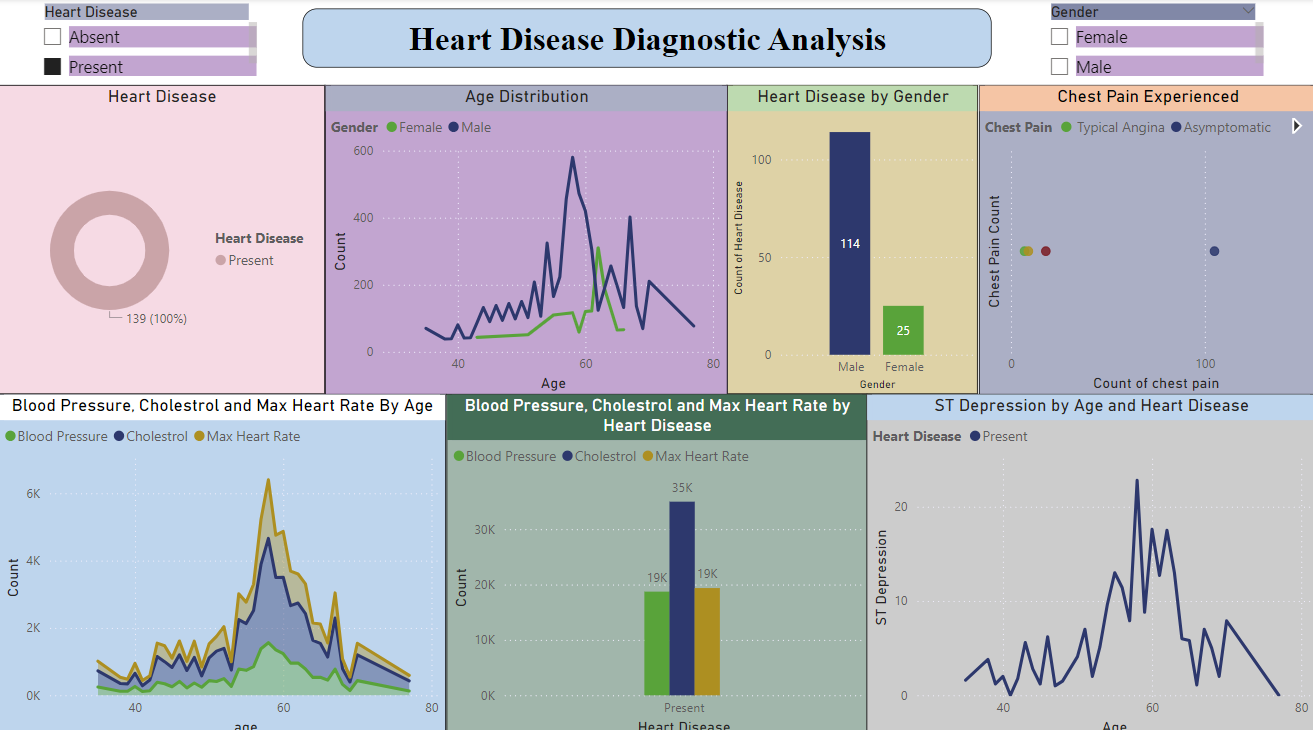 Heart Disease
Absent
Present
Heart Disease Diagnostic Analysis
Gender
Female
Male
Heart Disease
Heart Disease
Present
139 (100%)
Age Distribution
Gender Female Male
600
400
200
0
Count
40 60 80
Age
Heart Disease by Gender
Count of Heart Disease
100
50
0
114
25
Male Female
Gender
Chest Pain Experienced
Chest Pain Typical Angina Asymptomatic
Chest Pain Count
0 100
Count of chest pain
Blood Pressure, Cholestrol and Max Heart Rate By Age
Blood Pressure Cholestrol Max Heart Rate
6K
4K
2K
0K
Count
40 60 80
age
Blood Pressure, Cholestrol and Max Heart Rate by
Heart Disease
Blood Pressure Cholestrol Max Heart Rate
35K
30K
20K
10K
0K
19K 19K
Count
Present
Heart Disease
ST Depression by Age and Heart Disease
Heart Disease Present
20
10
0
ST Depression
40 60 80
Age